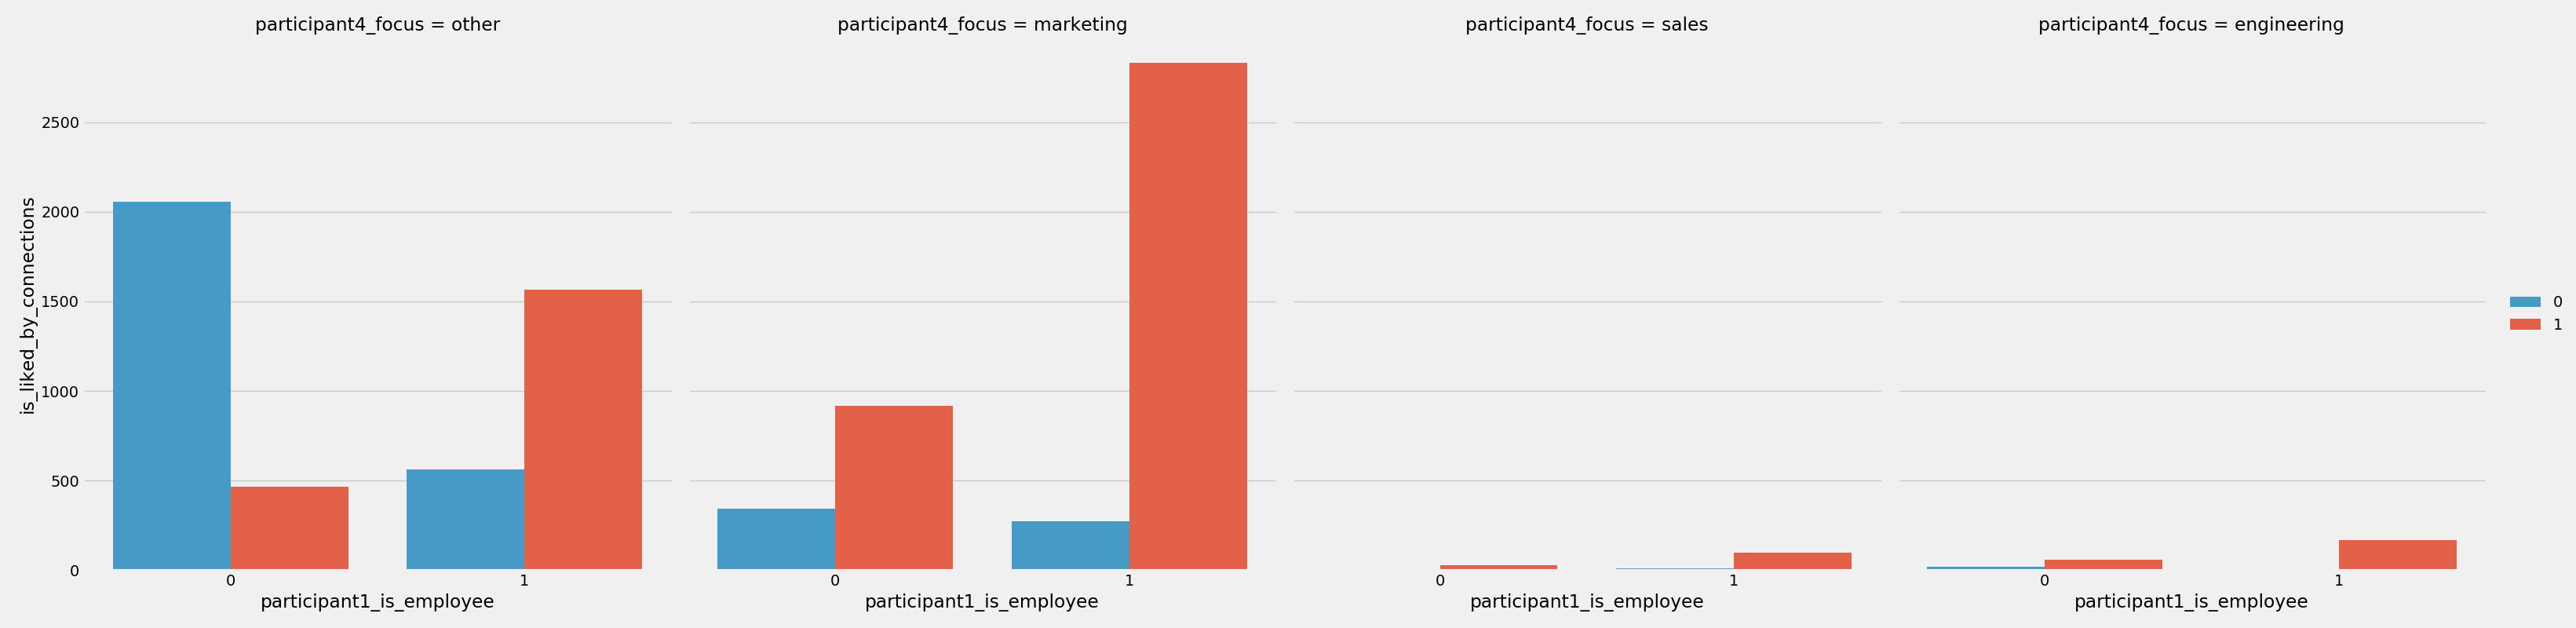 participant4_focus = other
participant4_focus = marketing
participant4_focus = sales
participant4_focus = engineering
is_liked_by_connections
2500
2000
1500
1000
500
0
0 1
participant1_is_employee
0 1
participant1_is_employee
0 1
participant1_is_employee
0 1
participant1_is_employee
0
1